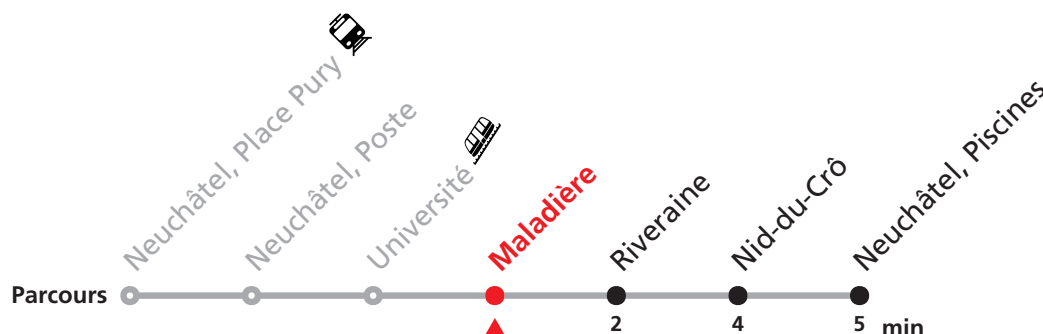 Neuchâtel, Place Pury
Neuchâtel, Poste
Université
Maladière
Riveraine
Nid-du-Crô
Neuchâtel, Piscines
Parcours
2 4 5 min